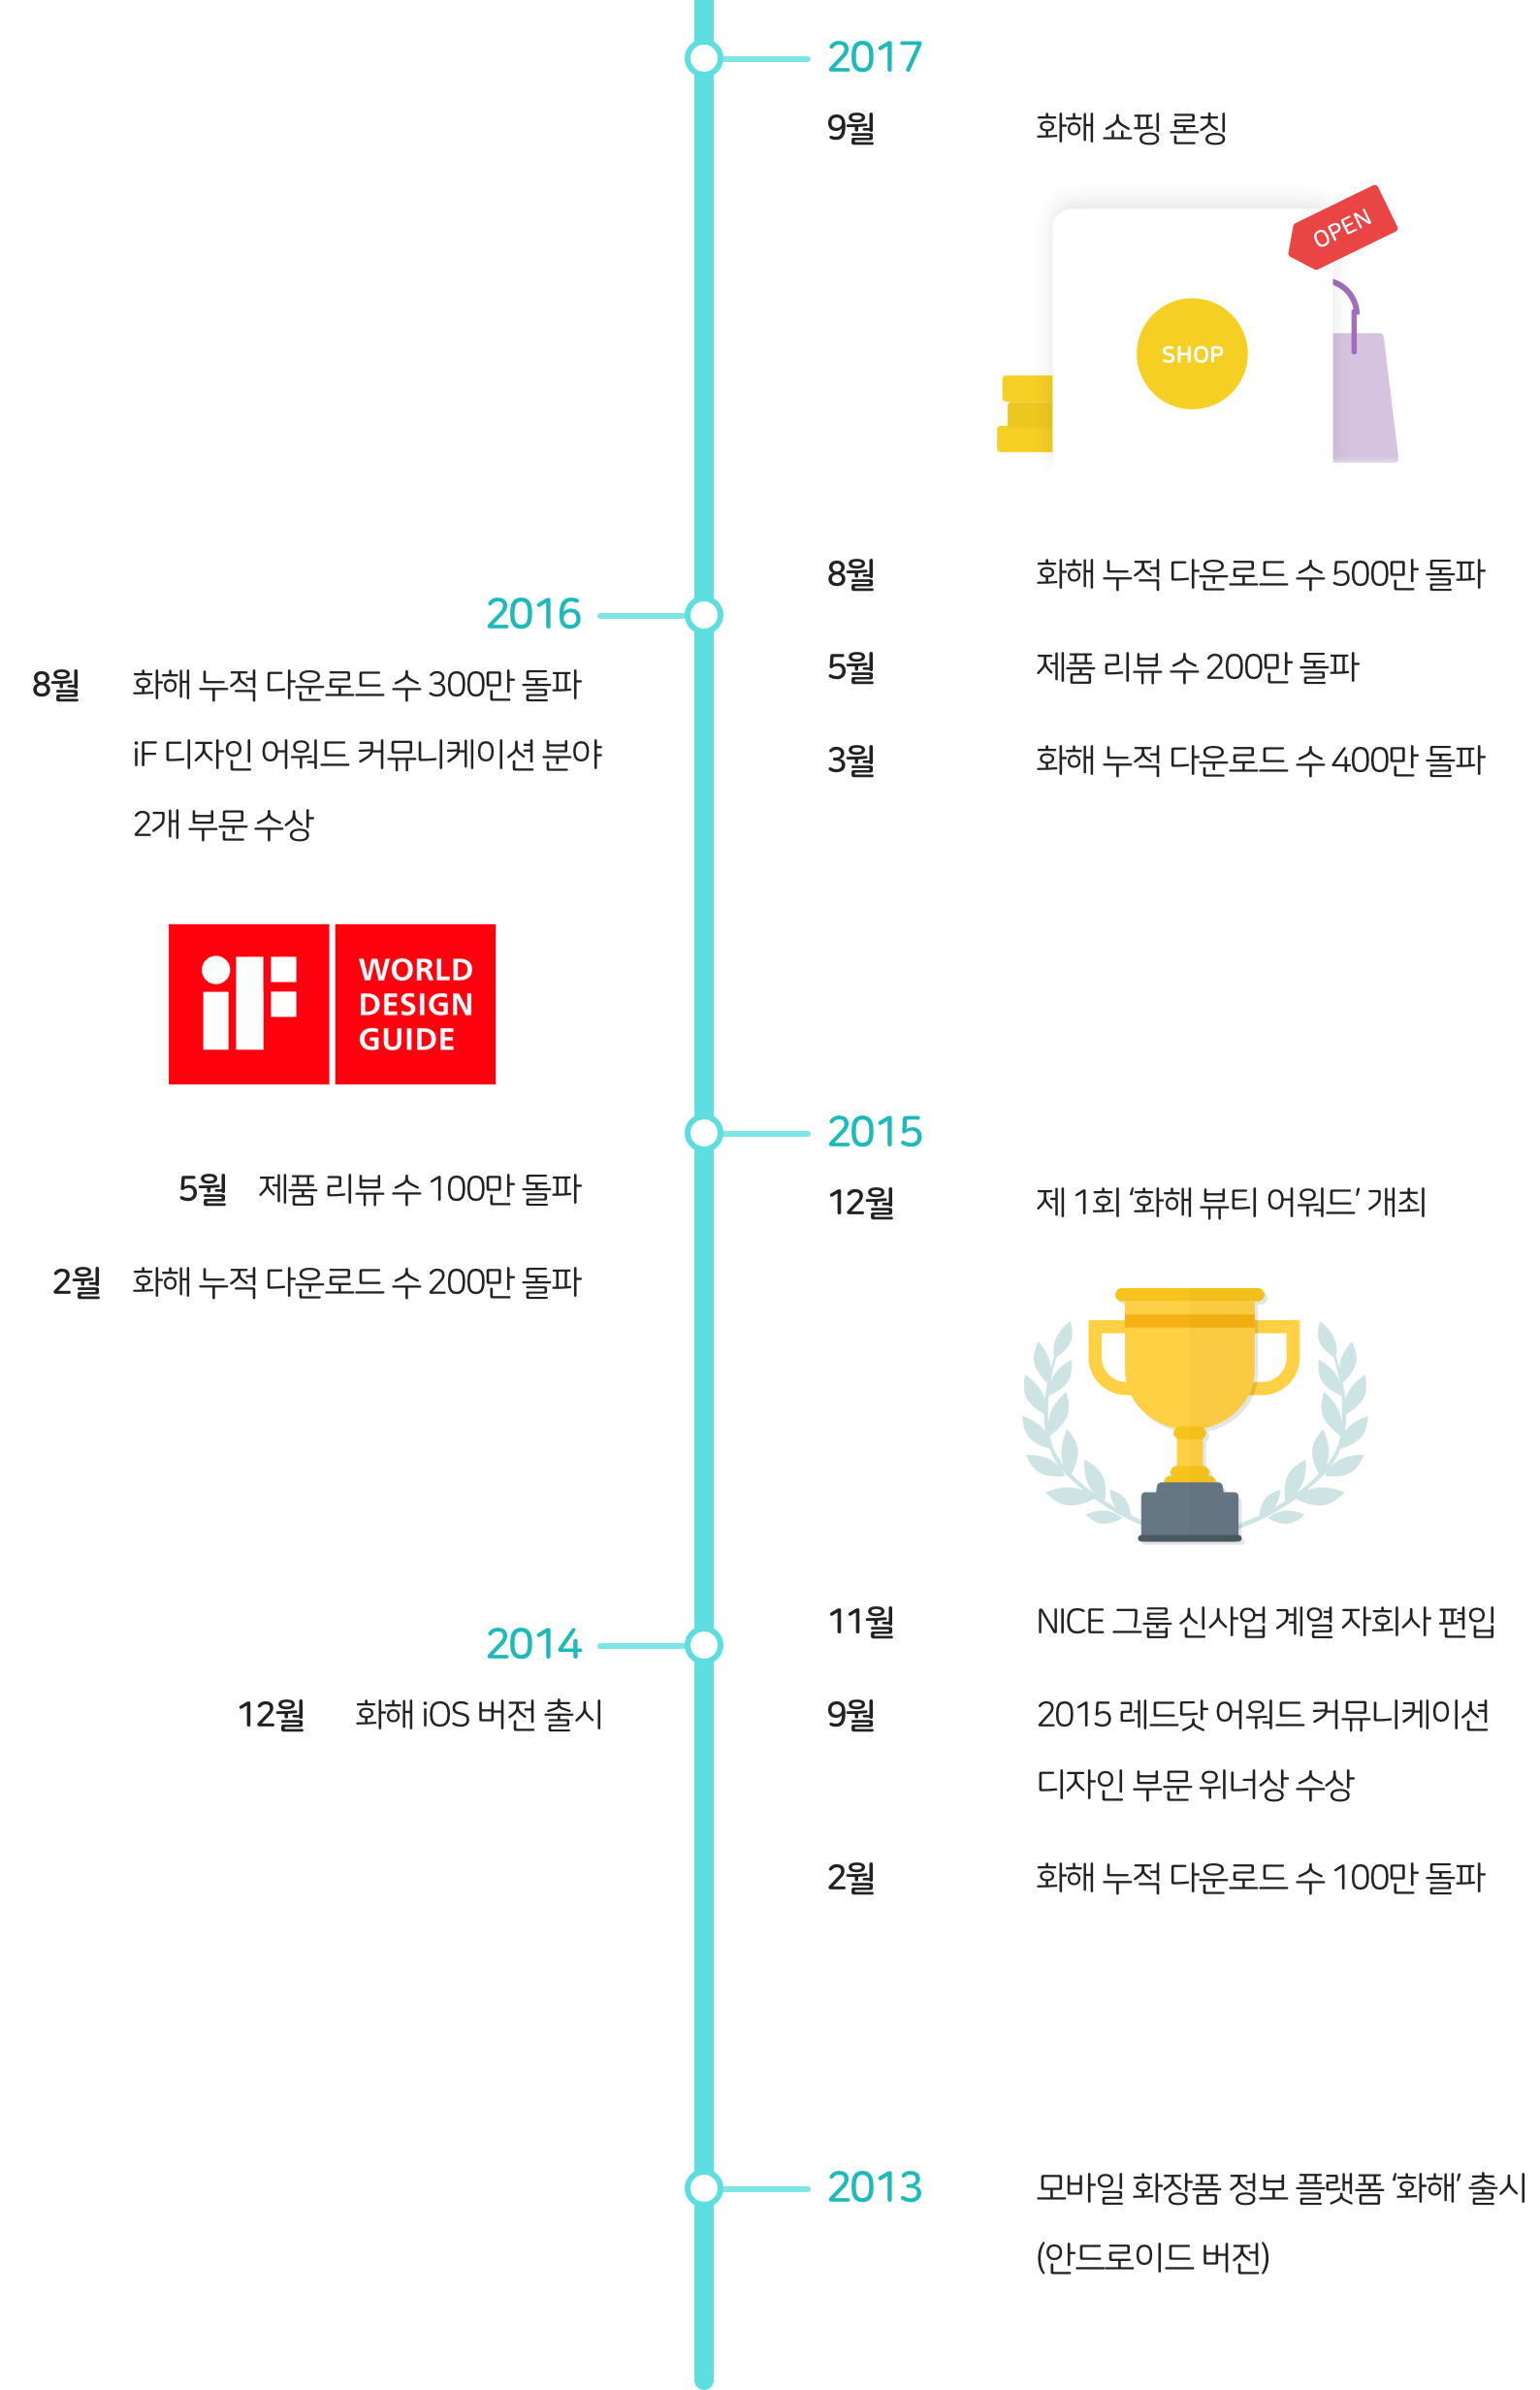 2017
9월 화해 쇼핑 론칭
OPEN
SHOP
8월 화해 누적 다운로드 수 500만 돌파
5월 제품 리뷰 수 200만 돌파
3월 화해 누적 다운로드 수 400만 돌파
2016
8월 화해 누적 다운로드 수 300만 돌파
iF 디자인 어워드 커뮤니케이션 분야
2개 부문 수상
iF
WORLD
DESIGN
GUIDE
5월 제품 리뷰 수 100만 돌파
2월 화해 누적 다운로드 수 200만 돌파
2015
12월 제 1회 ‘화해 뷰티 어워드’ 개최
11월 NICE 그룹 신사업 계열 자회사 편입
9월 2015 레드닷 어워드 커뮤니케이션
디자인 부문 위너상 수상
2월 화해 누적 다운로드 수 100만 돌파
2014
12월 화해 iOS 버전 출시
2013 모바일 화장품 정보 플랫폼 ‘화해’ 출시
(안드로이드 버전)